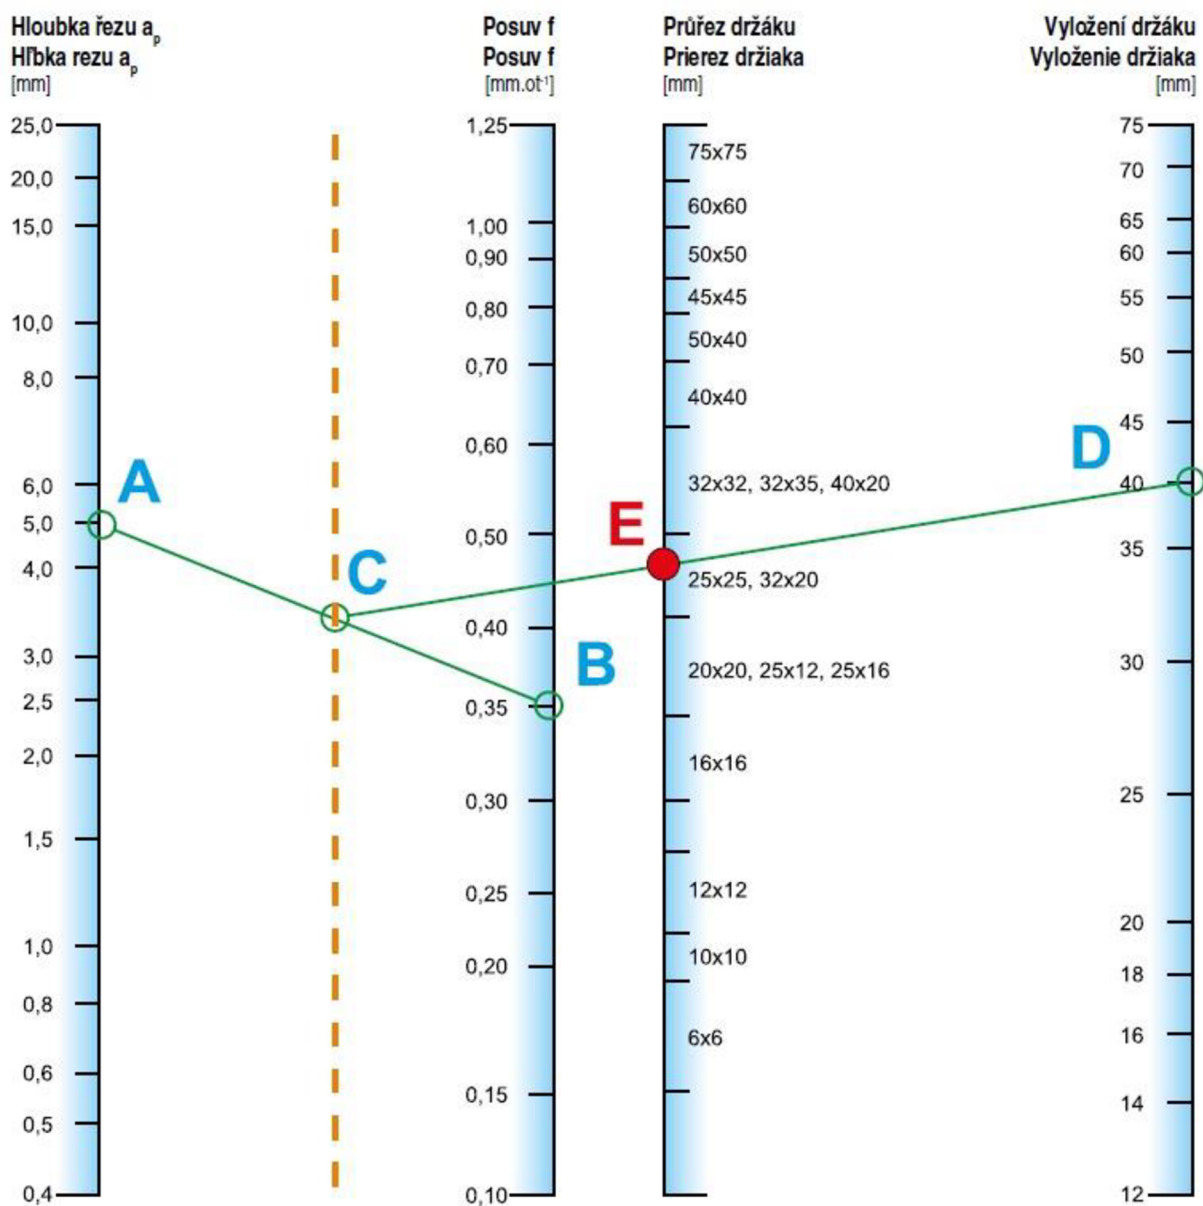 Hloubka řezu ap
Hľbka rezu ap
[mm]
25,0
20,0
15,0
10,0
8,0
6,0
5,0
4,0
3,0
2,5
2,0
1,5
1,0
0,8
0,6
0,5
0,4
A
C
Posuv f
Posuv f
[mm.ot-1]
1,25
1,00
0,90
0,80
0,70
0,60
0,50
0,40
0,35
0,30
0,25
0,20
0,15
0,10
B
E
Průřez držáku
Prierez držiaka
[mm]
75x75
60x60
50x50
45x45
50x40
40x40
32x32, 32x35, 40x20
25x25, 32x20
20x20, 25x12, 25x16
16x16
12x12
10x10
6x6
D
Vyložení držáku
Vyloženie držiaka
[mm]
75
70
65
60
55
50
45
40
35
30
25
20
18
16
14
12